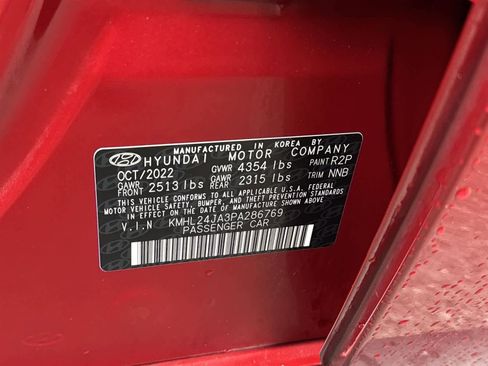 MANUFACTURED IN KOREA BY
HYUNDAI MOTOR COMPANY
OCT/2022 GVWR 4354 lbs PAINT R2P
GAWR FRONT 2513 lbs GAWR REAR 2315 lbs TRIM NNB
THIS VEHICLE CONFORMS TO ALL APPLICABLE U.S.A. FEDERAL
MOTOR VEHICLE SAFETY, BUMPER, AND THEFT PREVENTION STANDARDS
IN EFFECT ON THE DATE OF MANUFACTURE SHOWN ABOVE.
V.I.N KMHL24JA3PA286769
PASSENGER CAR